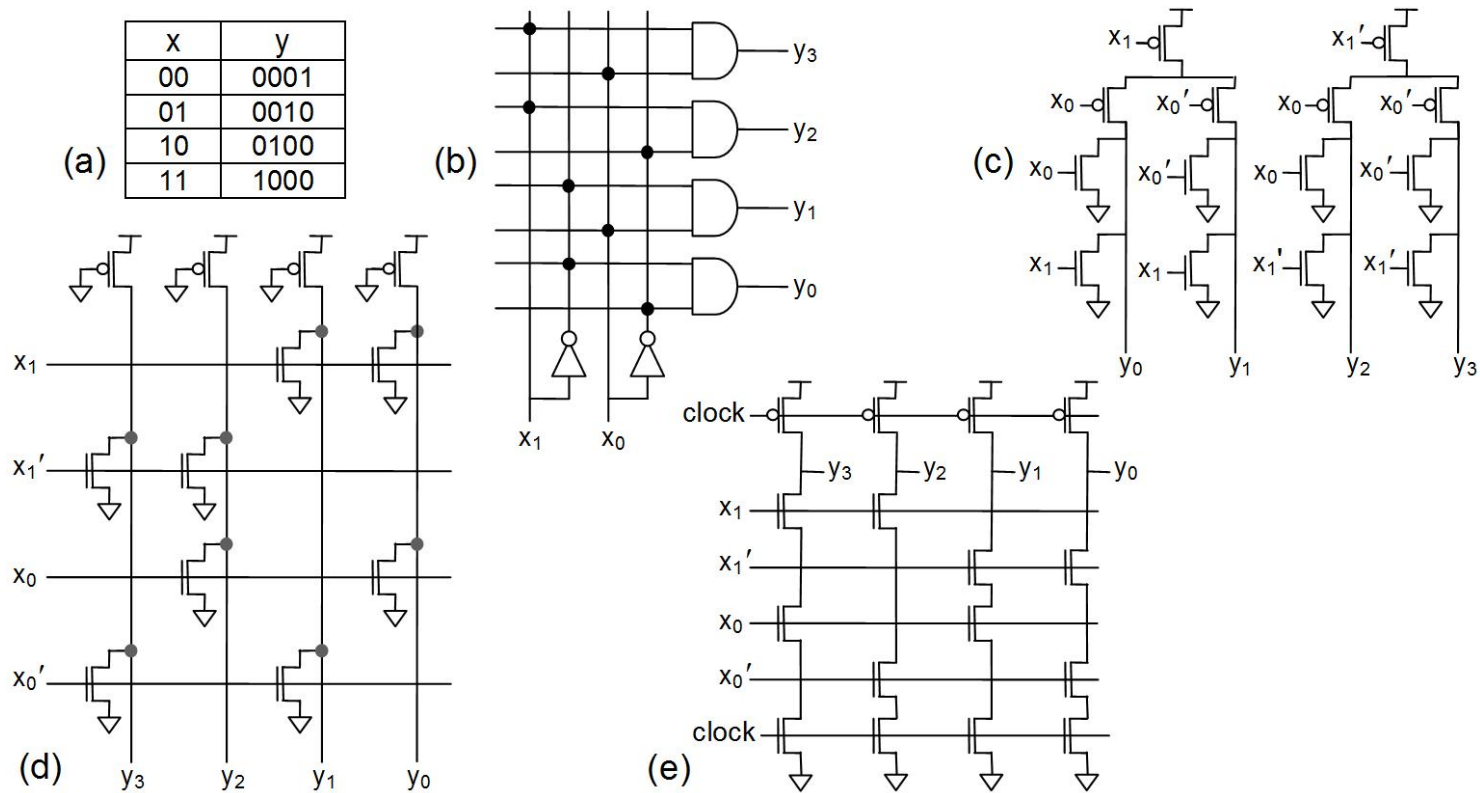 x y
00 0001
01 0010
10 0100
11 1000
(a)
y₃
y₂
y₁
y₀
x₁ x₀
(b)
x₁ x₁′
x₀ x₀′ x₀ x₀′
x₀ x₀′ x₀ x₀′
x₁ x₁ x₁' x₁′
y₀ y₁ y₂ y₃
(c)
x₁
x₁′
x₀
x₀′
y₃ y₂ y₁ y₀
(d)
clock
y₃ y₂ y₁ y₀
x₁
x₁′
x₀
x₀′
clock
(e)